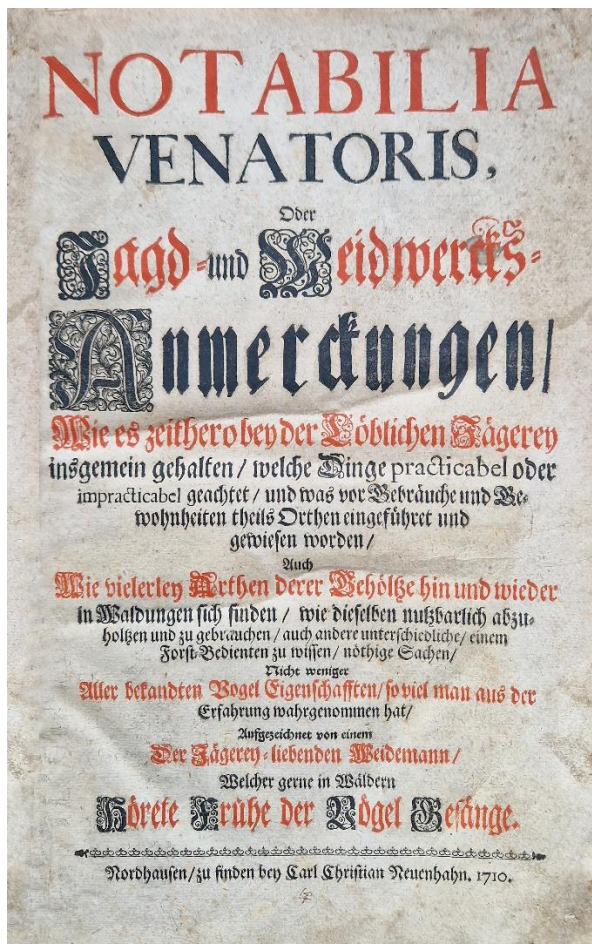 NOTABILIA
VENATORIS,
Oder
Jagd-und Weidwercks-
Anmerckungen/
Wie es zeithero bey der Löblichen Jägerey
insgemein gehalten / welche Dinge practicabel oder
impracticabel geachtet / und was vor Gebräuche und Ge-
wohnheiten theils Orthen eingeführet und
gewiesen worden /
Auch
Wie vielerley Arthen derer Gehöltze hin und wieder
in Waldungen sich finden / wie dieselben nutzbarlich abzu-
holtzen und zu gebrauchen / auch andere unterschiedliche / einem
Forst-Bedienten zu wissen / nöthige Sachen /
Nicht weniger
Aller bekandten Vogel Eigenschafften / so viel man aus der
Erfahrung wahrgenommen hat /
Aufgezeichnet von einem
Der Jägerey-liebenden Weidemann /
Welcher gerne in Wäldern
Hörete Frühe der Vögel Gesänge.
Nordhausen / zu finden bey Carl Christian Neuenhahn. 1710.